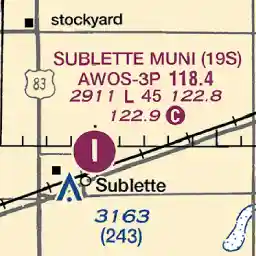 stockyard
SUBLETTE MUNI (19S)
83
AWOS-3P 118.4
2911 L 45 122.8
122.9 C
I
Sublette
3163
(243)